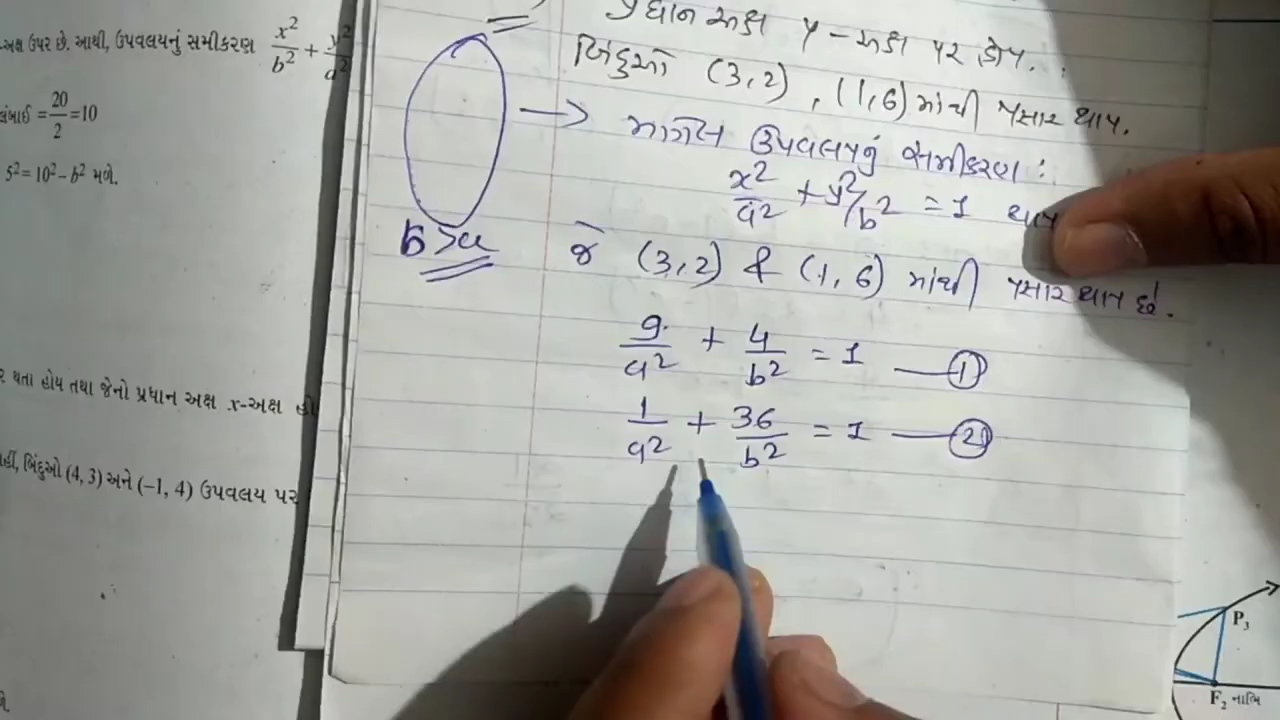 -અક્ષ ઉપર છે. આથી, ઉપવલયનું સમીકરણ x²/b² + y²/a²
લંબાઈ = 20/2 = 10
5² = 10² – b² મળે.
ર થતા હોય તથા જેનો પ્રધાન અક્ષ x-અક્ષ હો
બિંદુઓ (4, 3) અને (–1, 4) ઉપવલય પર
પ્રધાન અક્ષ y – અક્ષ પર હોય.
બિંદુઓ (3,2) , (1,6) માંથી પસાર થાય.
માગેલ ઉપવલયનું સમીકરણ :
x²/a² + y²/b² = 1 થાય
b > a
જે (3,2) & (1,6) માંથી પસાર થાય છે.
9/a² + 4/b² = 1 — ①
1/a² + 36/b² = 1 — ②
P₃
F₂ નાભિ